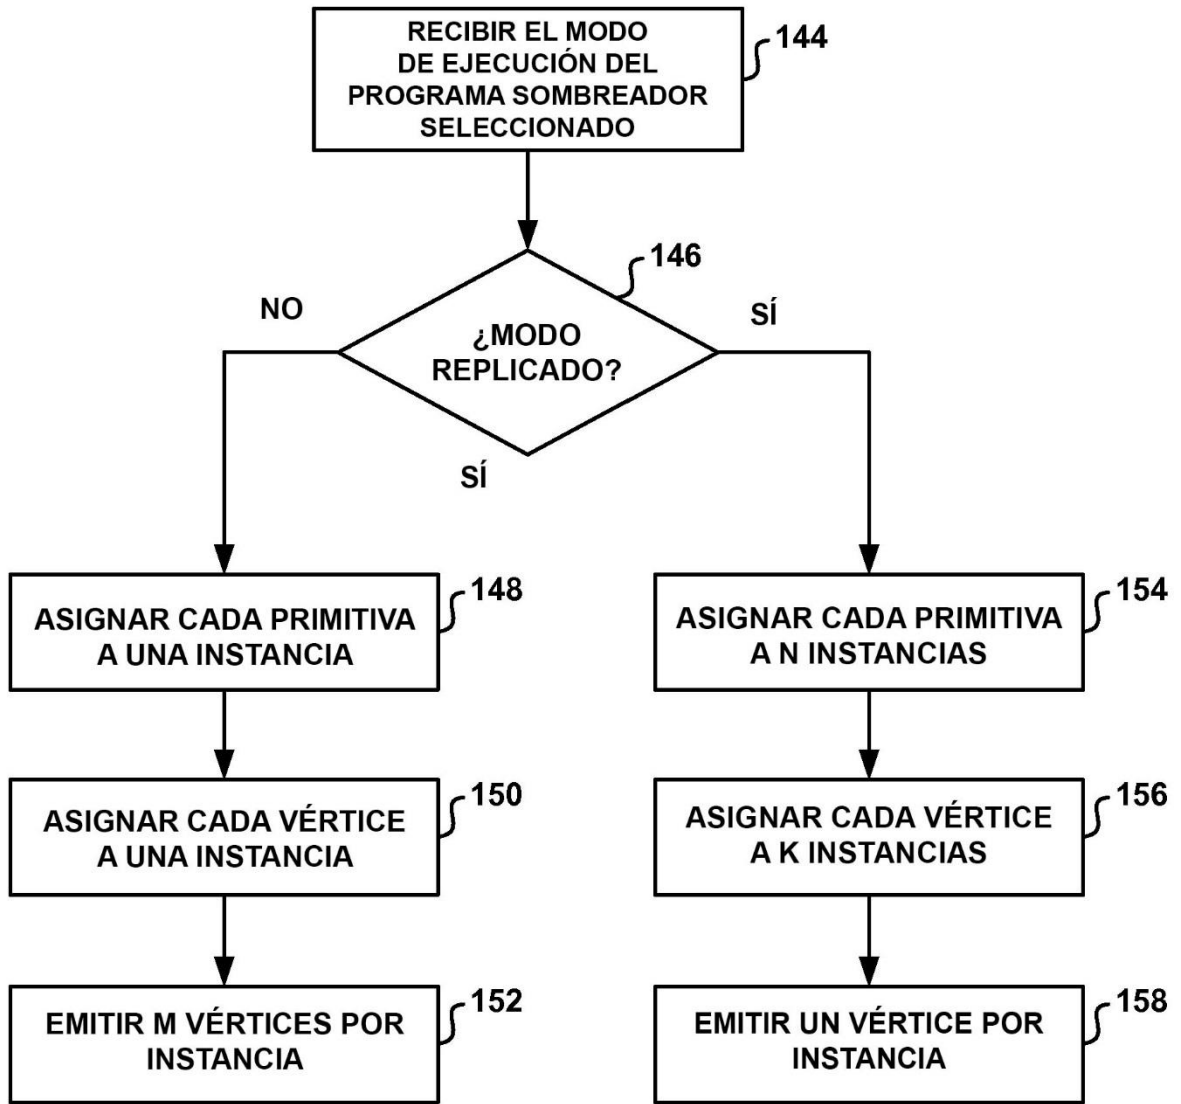 RECIBIR EL MODO
DE EJECUCIÓN DEL
PROGRAMA SOMBREADOR
SELECCIONADO
144
146
NO
SÍ
¿MODO
REPLICADO?
SÍ
ASIGNAR CADA PRIMITIVA
A UNA INSTANCIA
148
ASIGNAR CADA PRIMITIVA
A N INSTANCIAS
154
ASIGNAR CADA VÉRTICE
A UNA INSTANCIA
150
ASIGNAR CADA VÉRTICE
A K INSTANCIAS
156
EMITIR M VÉRTICES POR
INSTANCIA
152
EMITIR UN VÉRTICE POR
INSTANCIA
158